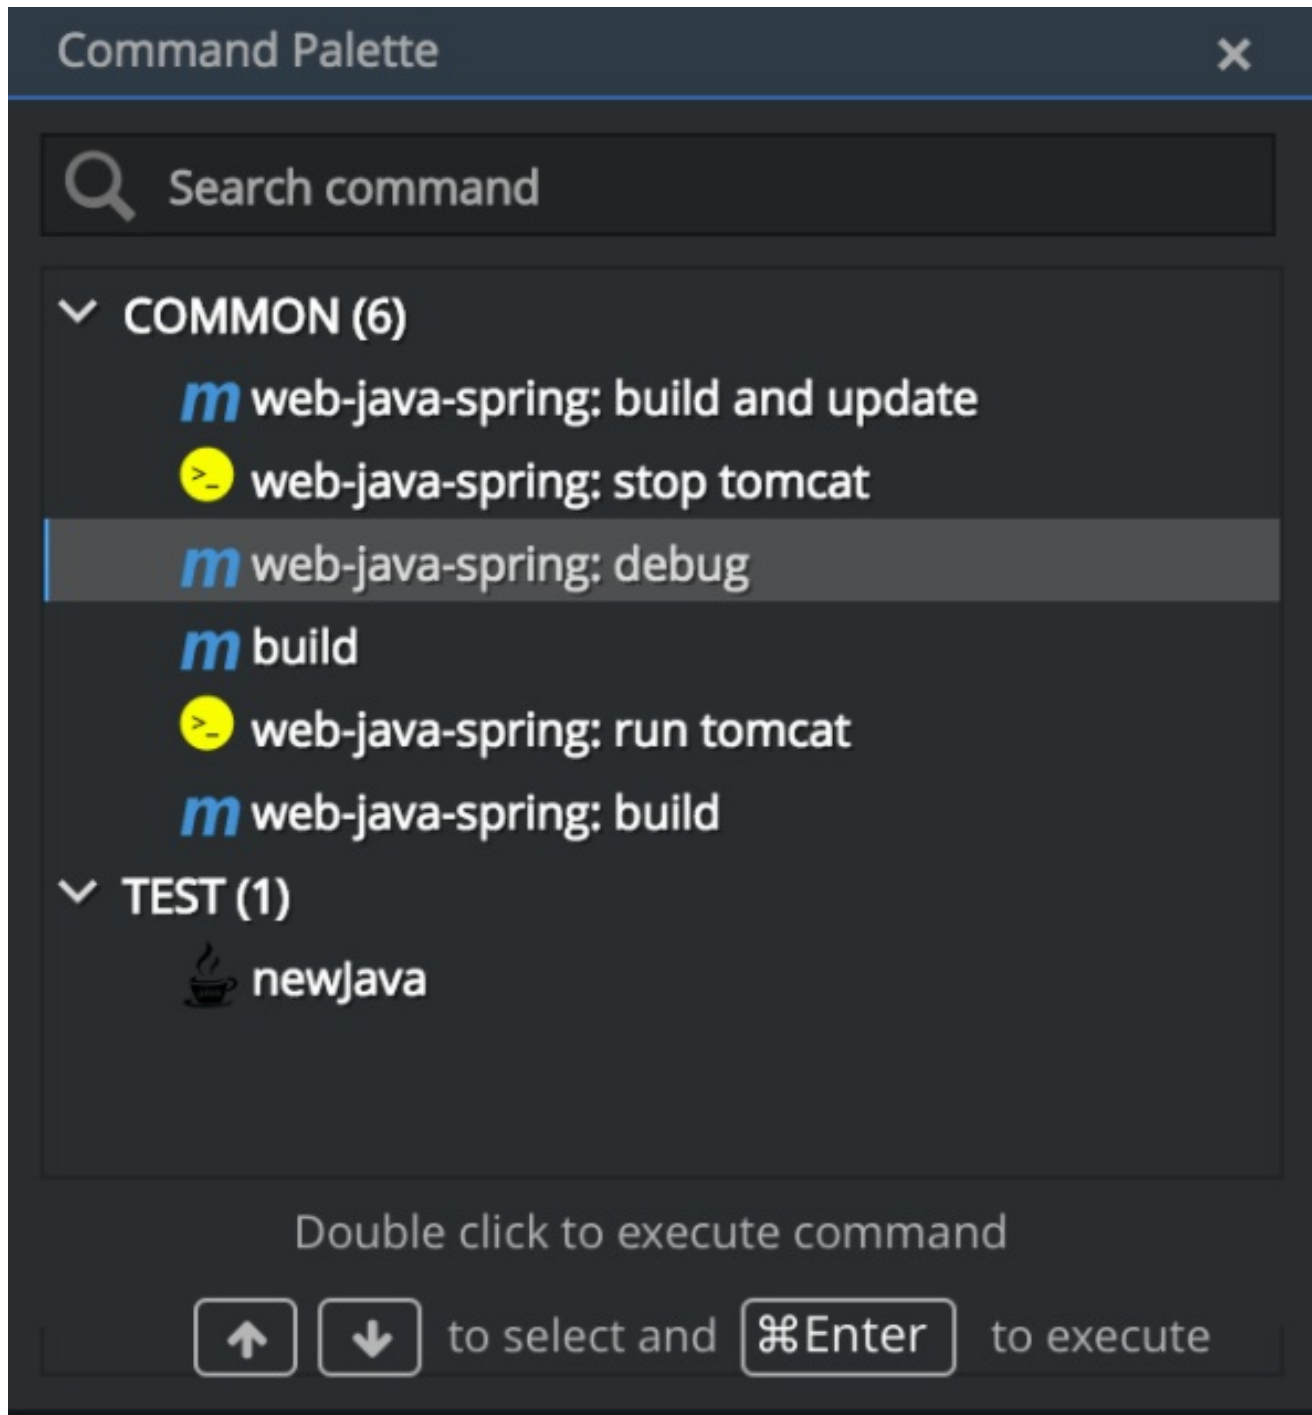 Command Palette
Search command
COMMON (6)
m web-java-spring: build and update
>_ web-java-spring: stop tomcat
m web-java-spring: debug
m build
>_ web-java-spring: run tomcat
m web-java-spring: build
TEST (1)
newJava
Double click to execute command
to select and ⌘Enter to execute